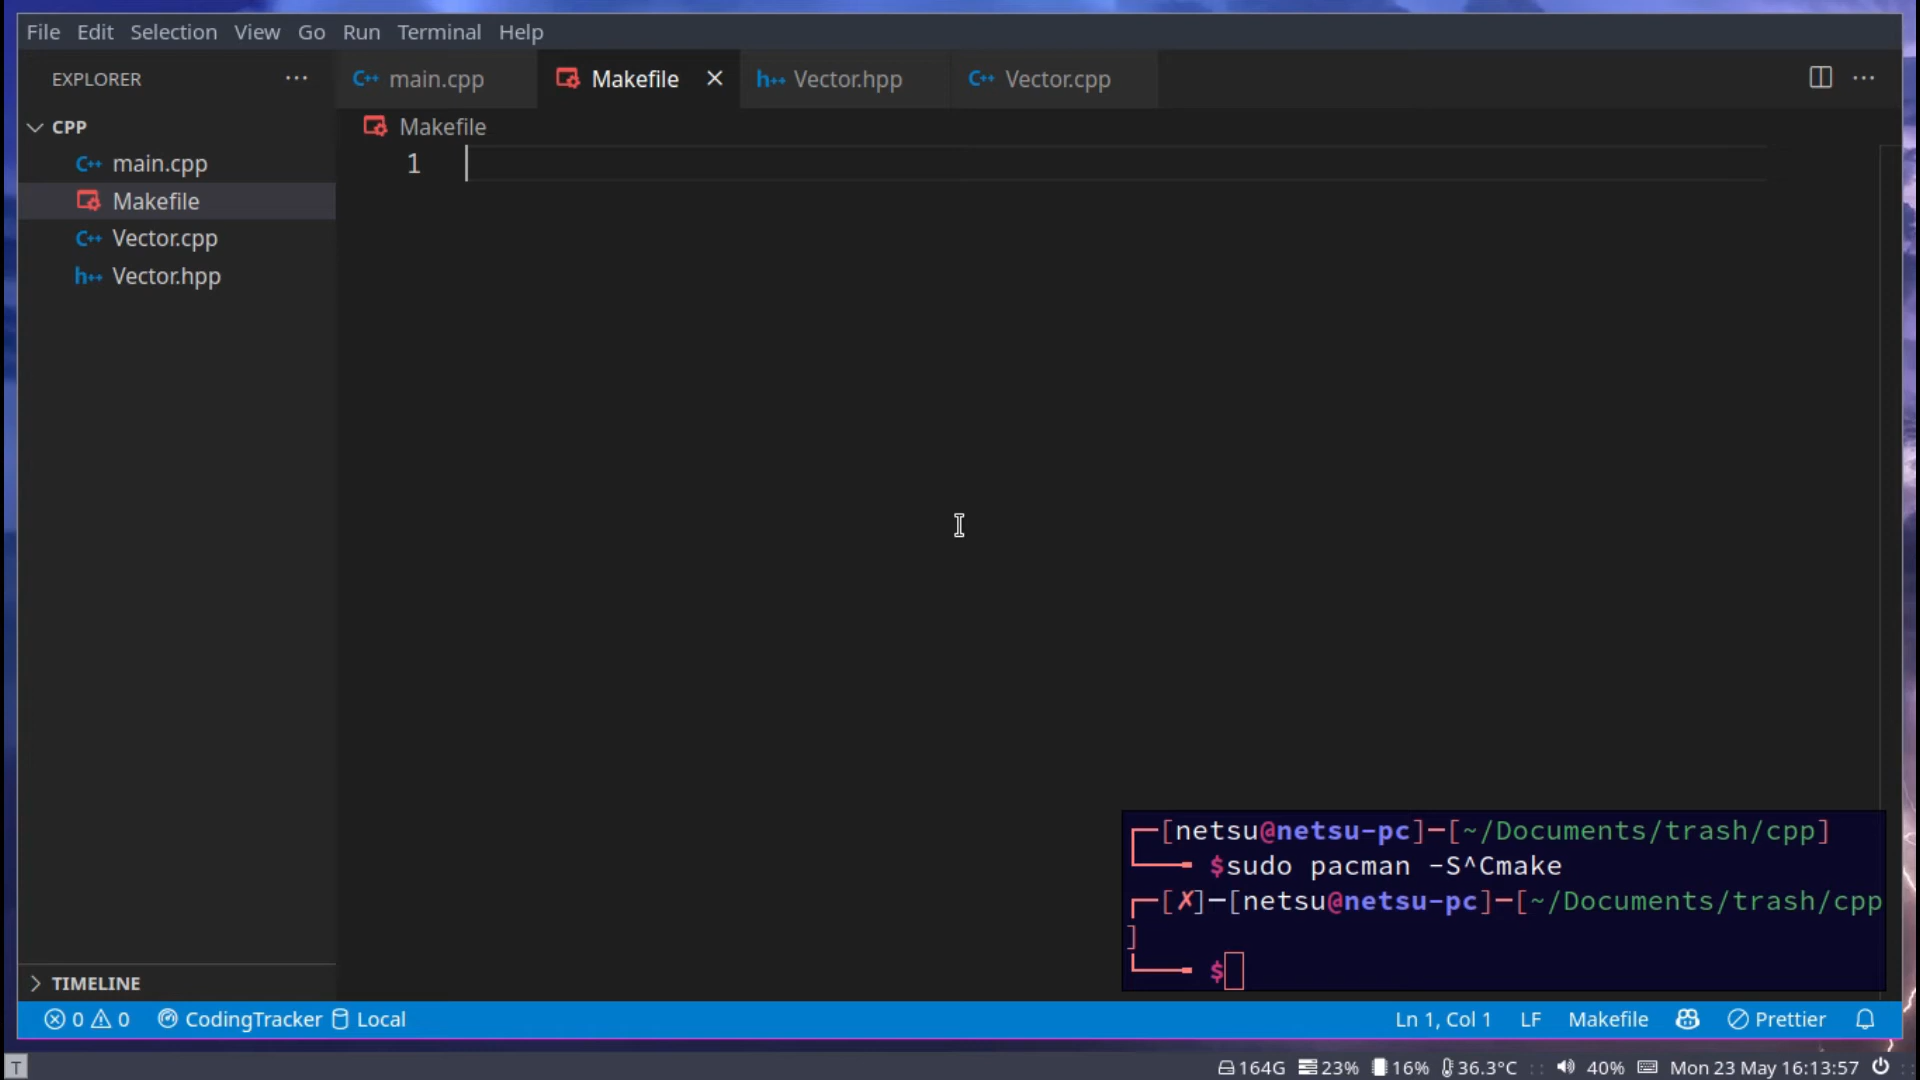 File Edit Selection View Go Run Terminal Help
EXPLORER ···
main.cpp Makefile Vector.hpp Vector.cpp
CPP
main.cpp
Makefile
Vector.cpp
Vector.hpp
Makefile
1
[netsu@netsu-pc]─[~/Documents/trash/cpp]
$sudo pacman -S^Cmake
[✗]─[netsu@netsu-pc]─[~/Documents/trash/cpp
]
$
TIMELINE
0 0 CodingTracker Local Ln 1, Col 1 LF Makefile Prettier
T 164G 23% 16% 36.3°C 40% Mon 23 May 16:13:57